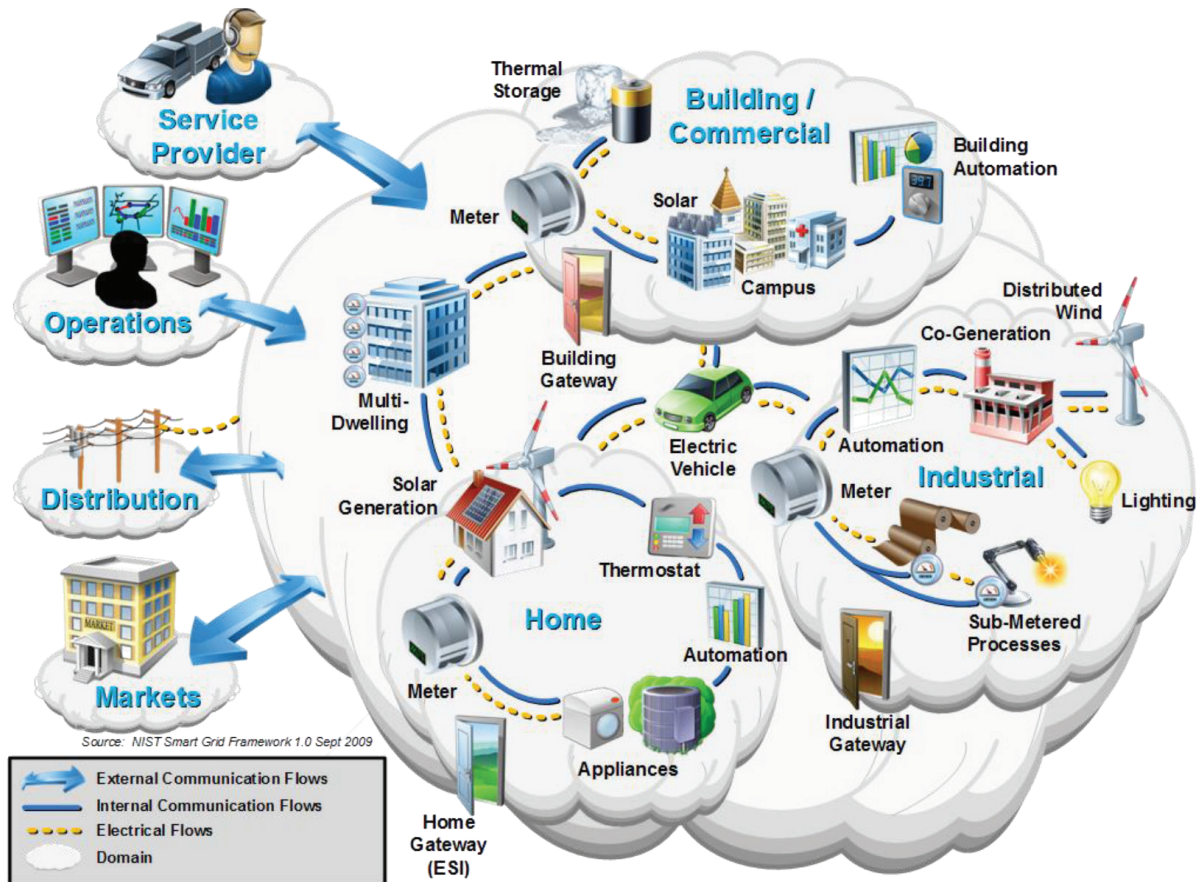 Service
Provider
Operations
Distribution
MARKET
Markets
Source: NIST Smart Grid Framework 1.0 Sept 2009
External Communication Flows
Internal Communication Flows
Electrical Flows
Domain
Thermal
Storage
Building /
Commercial
Building
Automation
Meter
Solar
Campus
Building
Gateway
Multi-
Dwelling
Electric
Vehicle
Distributed
Wind
Co-Generation
Automation
Industrial
Meter
Lighting
Sub-Metered
Processes
Industrial
Gateway
Solar
Generation
Thermostat
Home
Automation
Meter
Appliances
Home
Gateway
(ESI)